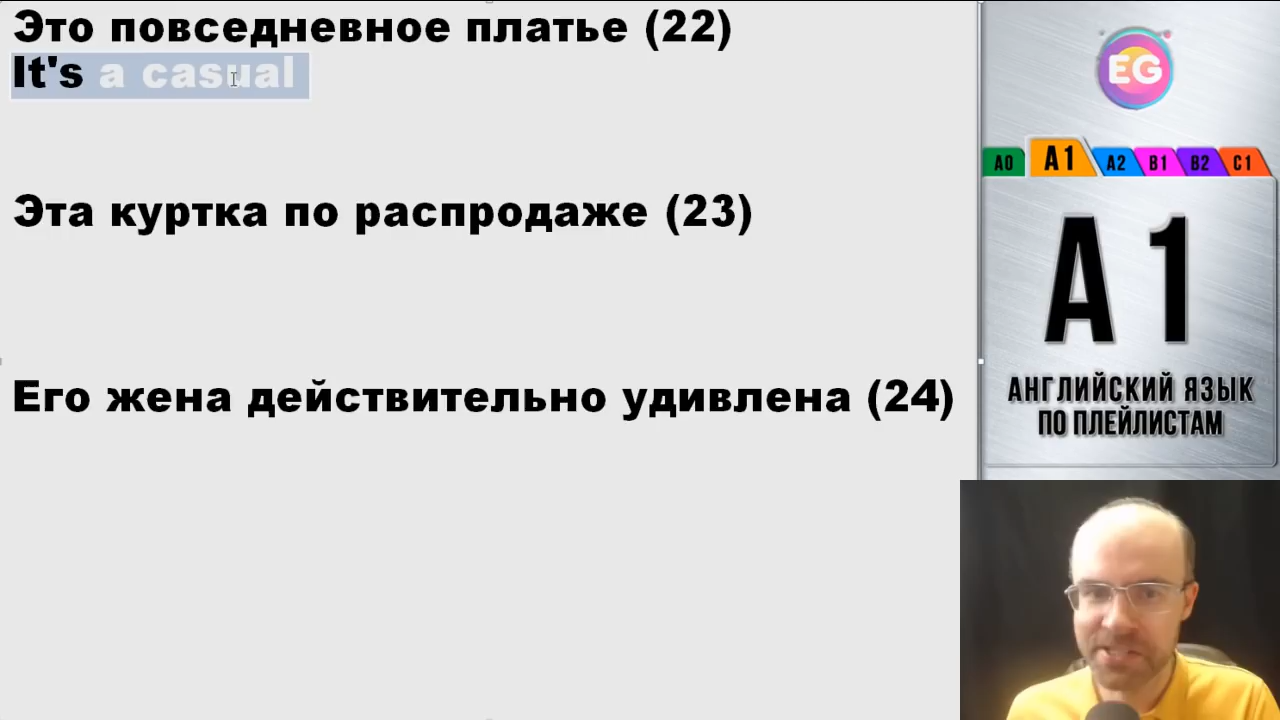 Это повседневное платье (22)
It's a casual
Эта куртка по распродаже (23)
Его жена действительно удивлена (24)
EG
A0 A1 A2 B1 B2 C1
A 1
АНГЛИЙСКИЙ ЯЗЫК
ПО ПЛЕЙЛИСТАМ